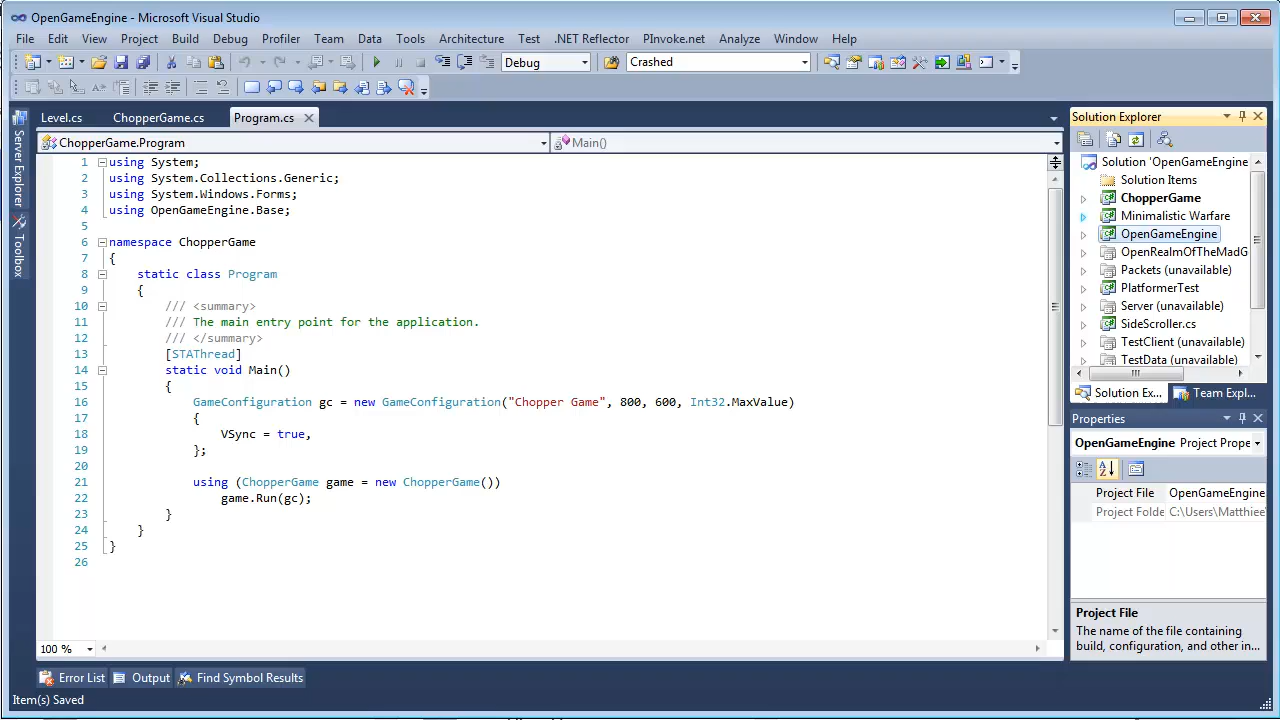 OpenGameEngine - Microsoft Visual Studio
File Edit View Project Build Debug Profiler Team Data Tools Architecture Test .NET Reflector PInvoke.net Analyze Window Help
Debug Crashed
Server Explorer
Toolbox
Level.cs ChopperGame.cs Program.cs
ChopperGame.Program Main()
1 using System;
2 using System.Collections.Generic;
3 using System.Windows.Forms;
4 using OpenGameEngine.Base;
5
6 namespace ChopperGame
7 {
8 static class Program
9 {
10 /// <summary>
11 /// The main entry point for the application.
12 /// </summary>
13 [STAThread]
14 static void Main()
15 {
16 GameConfiguration gc = new GameConfiguration("Chopper Game", 800, 600, Int32.MaxValue)
17 {
18 VSync = true,
19 };
20
21 using (ChopperGame game = new ChopperGame())
22 game.Run(gc);
23 }
24 }
25 }
26
100 %
Solution Explorer
Solution 'OpenGameEngine
Solution Items
ChopperGame
Minimalistic Warfare
OpenGameEngine
OpenRealmOfTheMadG
Packets (unavailable)
PlatformerTest
Server (unavailable)
SideScroller.cs
TestClient (unavailable)
TestData (unavailable)
Solution Ex... Team Expl...
Properties
OpenGameEngine Project Prope
Project File OpenGameEngine
Project Folde C:\Users\Matthiee
Project File
The name of the file containing
build, configuration, and other in...
Error List Output Find Symbol Results
Item(s) Saved